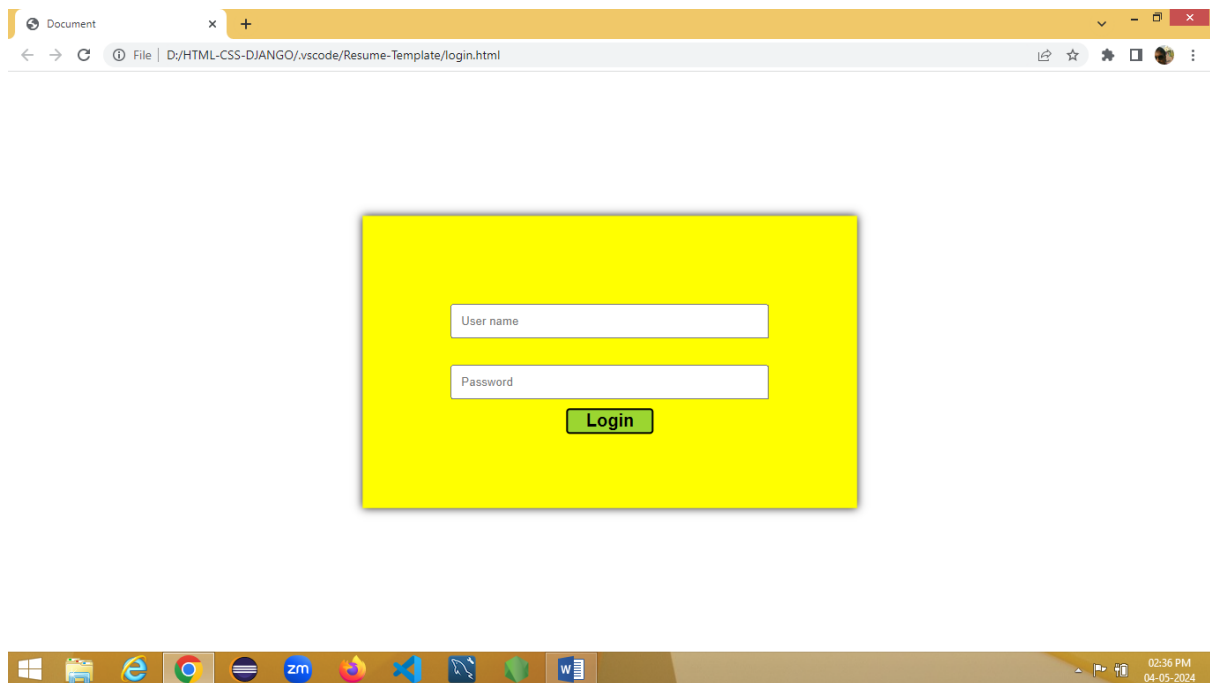 Document
File | D:/HTML-CSS-DJANGO/.vscode/Resume-Template/login.html
User name
Password
Login
zm
W
02:36 PM
04-05-2024